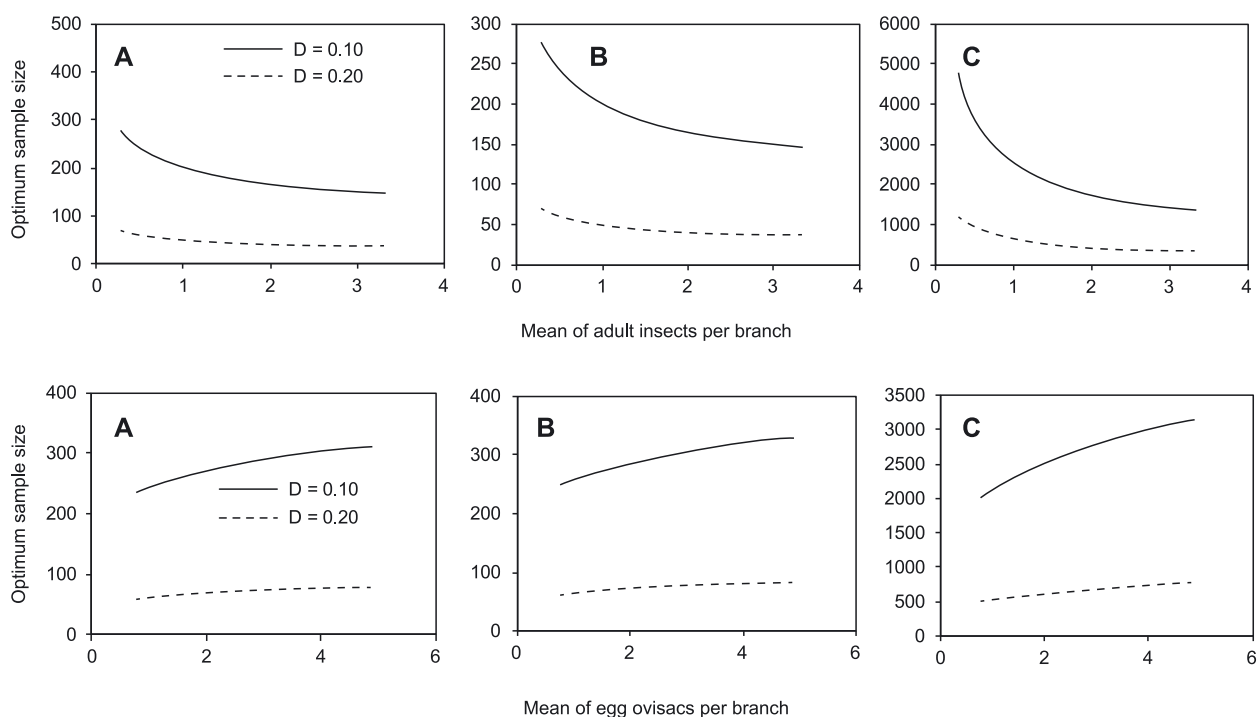 Optimum sample size
500
400
300
200
100
0
0 1 2 3 4
A
D = 0.10
D = 0.20
300
250
200
150
100
50
0
0 1 2 3 4
B
6000
5000
4000
3000
2000
1000
0
0 1 2 3 4
C
Mean of adult insects per branch
Optimum sample size
400
300
200
100
0
0 2 4 6
A
D = 0.10
D = 0.20
400
300
200
100
0
0 2 4 6
B
3500
3000
2500
2000
1500
1000
500
0
0 2 4 6
C
Mean of egg ovisacs per branch